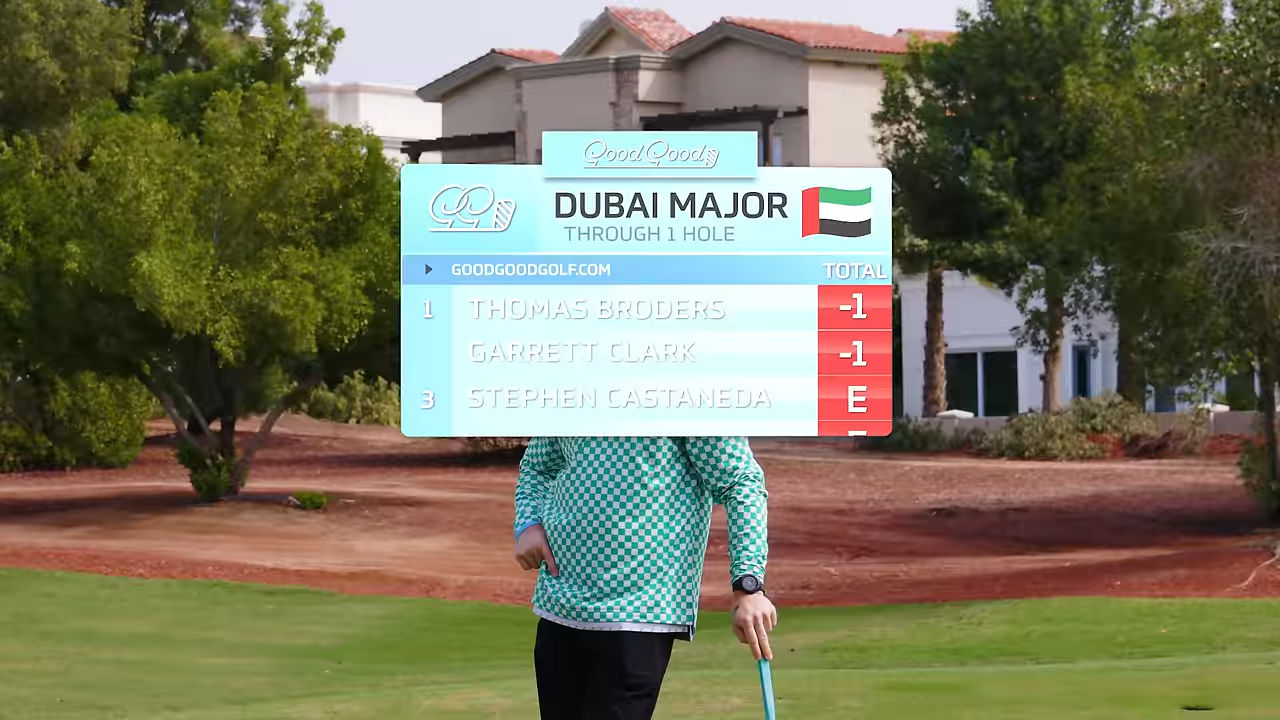 Good Good
GG
DUBAI MAJOR
THROUGH 1 HOLE
GOODGOODGOLF.COM TOTAL
1 THOMAS BRODERS -1
GARRETT CLARK -1
3 STEPHEN CASTANEDA E